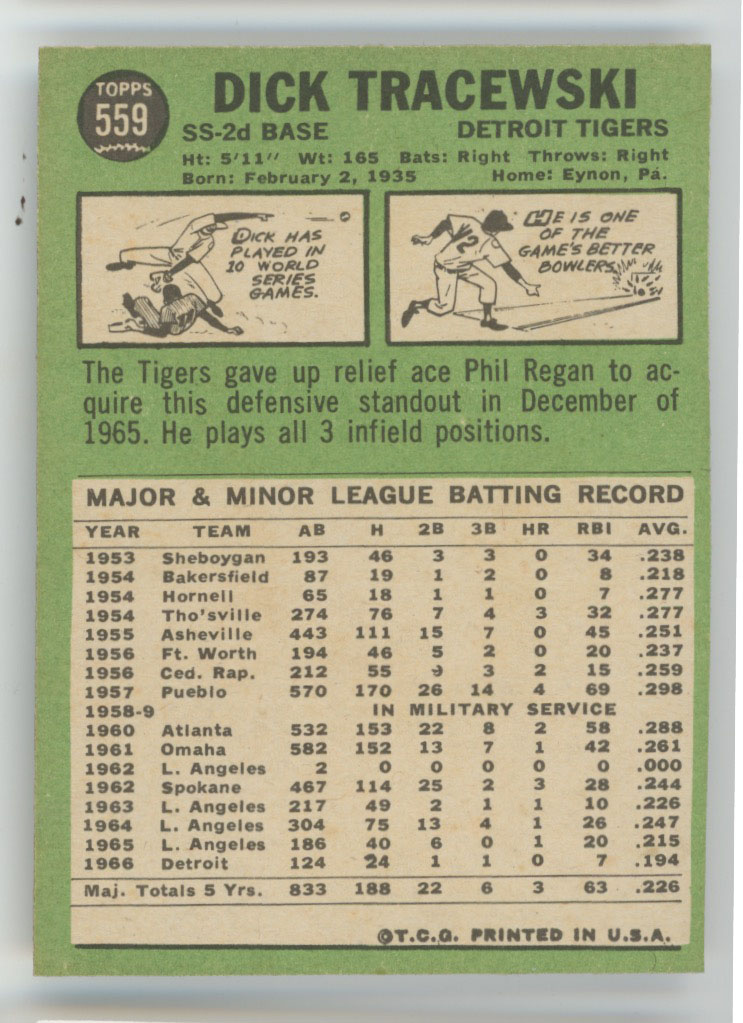 TOPPS
559
DICK TRACEWSKI
SS-2d BASE DETROIT TIGERS
Ht: 5'11" Wt: 165 Bats: Right Throws: Right
Born: February 2, 1935 Home: Eynon, Pa.
DICK HAS
PLAYED IN
10 WORLD
SERIES
GAMES.
HE IS ONE
OF THE
GAME'S BETTER
BOWLERS
2
The Tigers gave up relief ace Phil Regan to ac-
quire this defensive standout in December of
1965. He plays all 3 infield positions.
MAJOR & MINOR LEAGUE BATTING RECORD
YEAR TEAM AB H 2B 3B HR RBI AVG.
1953 Sheboygan 193 46 3 3 0 34 .238
1954 Bakersfield 87 19 1 2 0 8 .218
1954 Hornell 65 18 1 1 0 7 .277
1954 Tho'sville 274 76 7 4 3 32 .277
1955 Asheville 443 111 15 7 0 45 .251
1956 Ft. Worth 194 46 5 2 0 20 .237
1956 Ced. Rap. 212 55 9 3 2 15 .259
1957 Pueblo 570 170 26 14 4 69 .298
1958-9 IN MILITARY SERVICE
1960 Atlanta 532 153 22 8 2 58 .288
1961 Omaha 582 152 13 7 1 42 .261
1962 L. Angeles 2 0 0 0 0 0 .000
1962 Spokane 467 114 25 2 3 28 .244
1963 L. Angeles 217 49 2 1 1 10 .226
1964 L. Angeles 304 75 13 4 1 26 .247
1965 L. Angeles 186 40 6 0 1 20 .215
1966 Detroit 124 24 1 1 0 7 .194
Maj. Totals 5 Yrs. 833 188 22 6 3 63 .226
©T.C.G. PRINTED IN U.S.A.